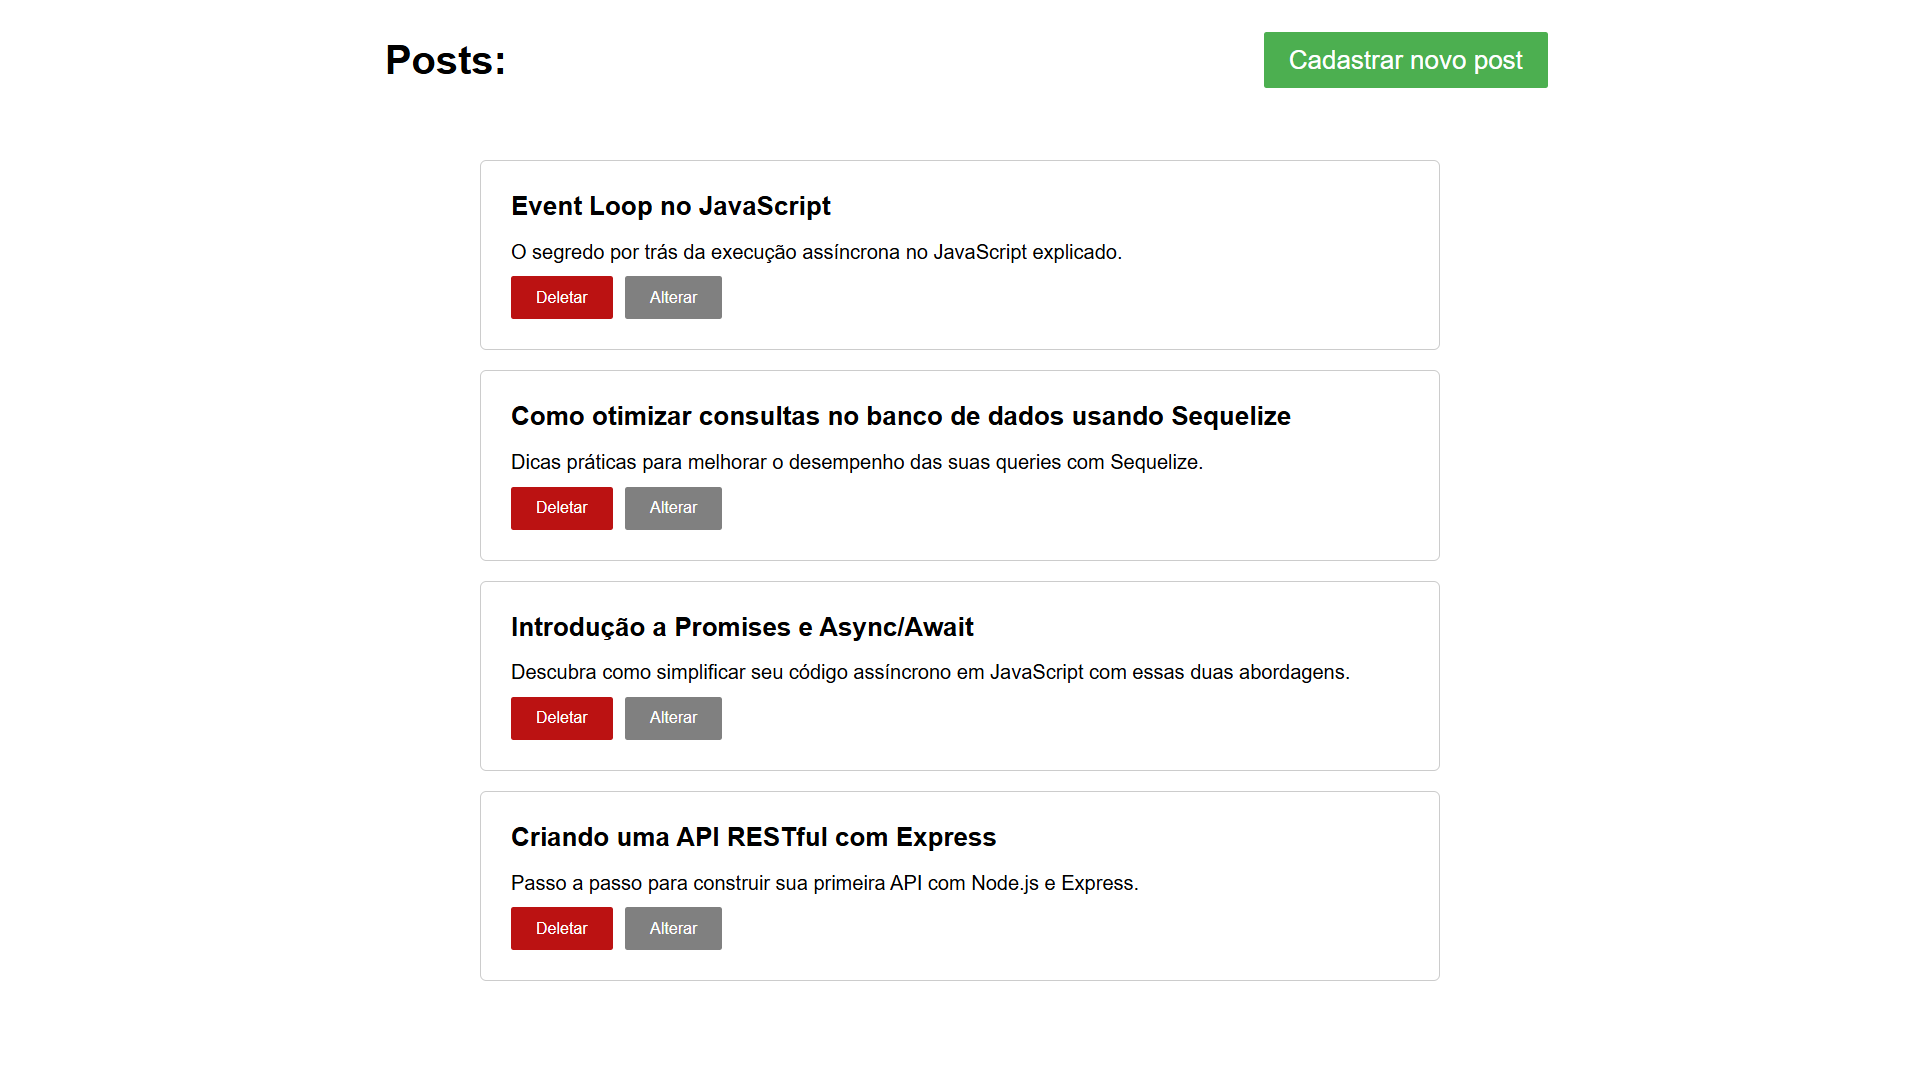 Posts:
Cadastrar novo post
Event Loop no JavaScript
O segredo por trás da execução assíncrona no JavaScript explicado.
Deletar
Alterar
Como otimizar consultas no banco de dados usando Sequelize
Dicas práticas para melhorar o desempenho das suas queries com Sequelize.
Deletar
Alterar
Introdução a Promises e Async/Await
Descubra como simplificar seu código assíncrono em JavaScript com essas duas abordagens.
Deletar
Alterar
Criando uma API RESTful com Express
Passo a passo para construir sua primeira API com Node.js e Express.
Deletar
Alterar